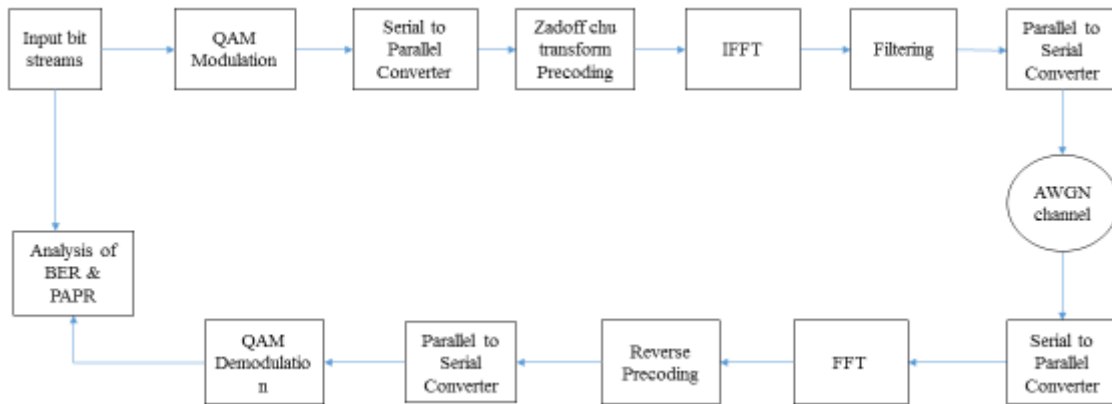 Input bit
streams
QAM
Modulation
Serial to
Parallel
Converter
Zadoff chu
transform
Precoding
IFFT
Filtering
Parallel to
Serial
Converter
AWGN
channel
Analysis of
BER &
PAPR
QAM
Demodulatio
n
Parallel to
Serial
Converter
Reverse
Precoding
FFT
Serial to
Parallel
Converter